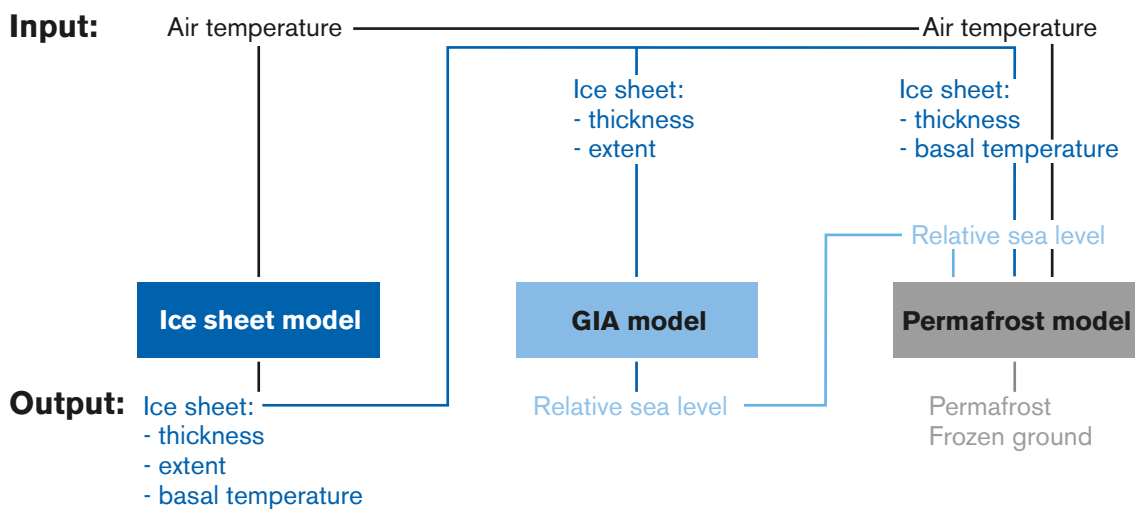 Input:
Air temperature
Air temperature
Ice sheet:
- thickness
- extent
Ice sheet:
- thickness
- basal temperature
Relative sea level
Ice sheet model
GIA model
Permafrost model
Output:
Ice sheet:
- thickness
- extent
- basal temperature
Relative sea level
Permafrost
Frozen ground